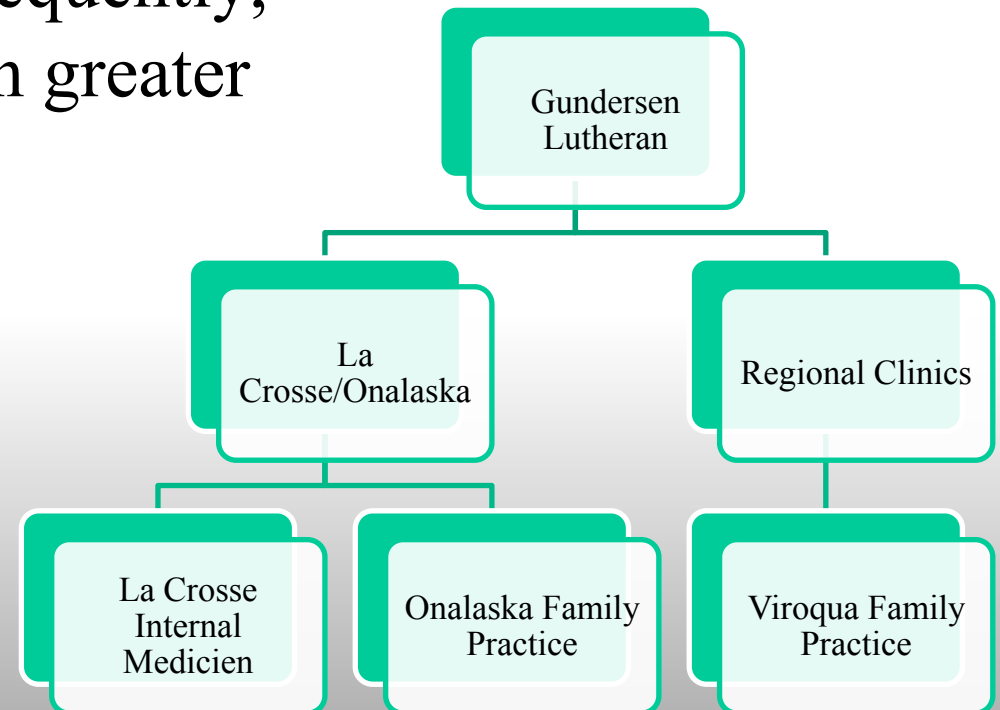 greater
Gundersen
Lutheran
La
Crosse/Onalaska
Regional Clinics
La Crosse
Internal
Medicien
Onalaska Family
Practice
Viroqua Family
Practice